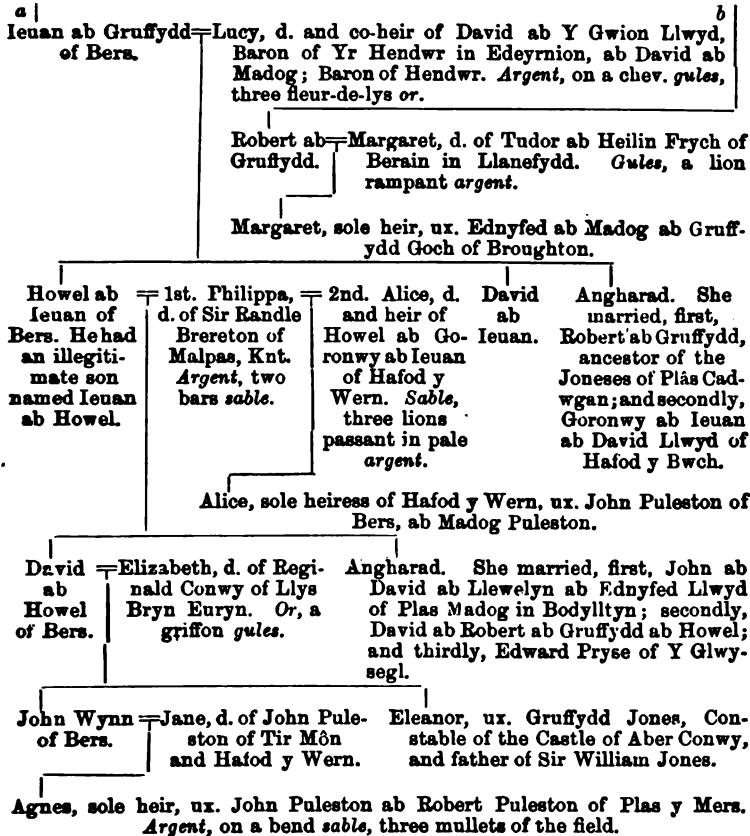 a
b
Ieuan ab Gruffydd=Lucy, d. and co-heir of David ab Y Gwion Llwyd,
of Bers.
Baron of Yr Hendwr in Edeyrnion, ab David ab
Madog; Baron of Hendwr. Argent, on a chev. gules,
three fleur-de-lys or.
Robert ab=Margaret, d. of Tudor ab Heilin Frych of
Gruffydd.
Berain in Llanefydd. Gules, a lion
rampant argent.
Margaret, sole heir, ux. Ednyfed ab Madog ab Gruff-
ydd Goch of Broughton.
Howel ab
Ieuan of
Bers. He had
an illegiti-
mate son
named Ieuan
ab Howel.
= 1st. Philippa,
d. of Sir Randle
Brereton of
Malpas, Knt.
Argent, two
bars sable.
= 2nd. Alice, d.
and heir of
Howel ab Go-
ronwy ab Ieuan
of Hafod y
Wern. Sable,
three lions
passant in pale
argent.
David
ab
Ieuan.
Angharad. She
married, first,
Robert ab Gruffydd,
ancestor of the
Joneses of Plâs Cad-
wgan; and secondly,
Goronwy ab Ieuan
ab David Llwyd of
Hafod y Bwch.
Alice, sole heiress of Hafod y Wern, ux. John Puleston of
Bers, ab Madog Puleston.
David
ab
Howel
of Bers.
=Elizabeth, d. of Regi-
nald Conwy of Llys
Bryn Euryn. Or, a
griffon gules.
Angharad. She married, first, John ab
David ab Llewelyn ab Ednyfed Llwyd
of Plas Madog in Bodylltyn; secondly,
David ab Robert ab Gruffydd ab Howel;
and thirdly, Edward Pryse of Y Glwy-
segl.
John Wynn
of Bers.
=Jane, d. of John Pule-
ston of Tir Môn
and Hafod y Wern.
Eleanor, ux. Gruffydd Jones, Con-
stable of the Castle of Aber Conwy,
and father of Sir William Jones.
Agnes, sole heir, ux. John Puleston ab Robert Puleston of Plas y Mers.
Argent, on a bend sable, three mullets of the field.